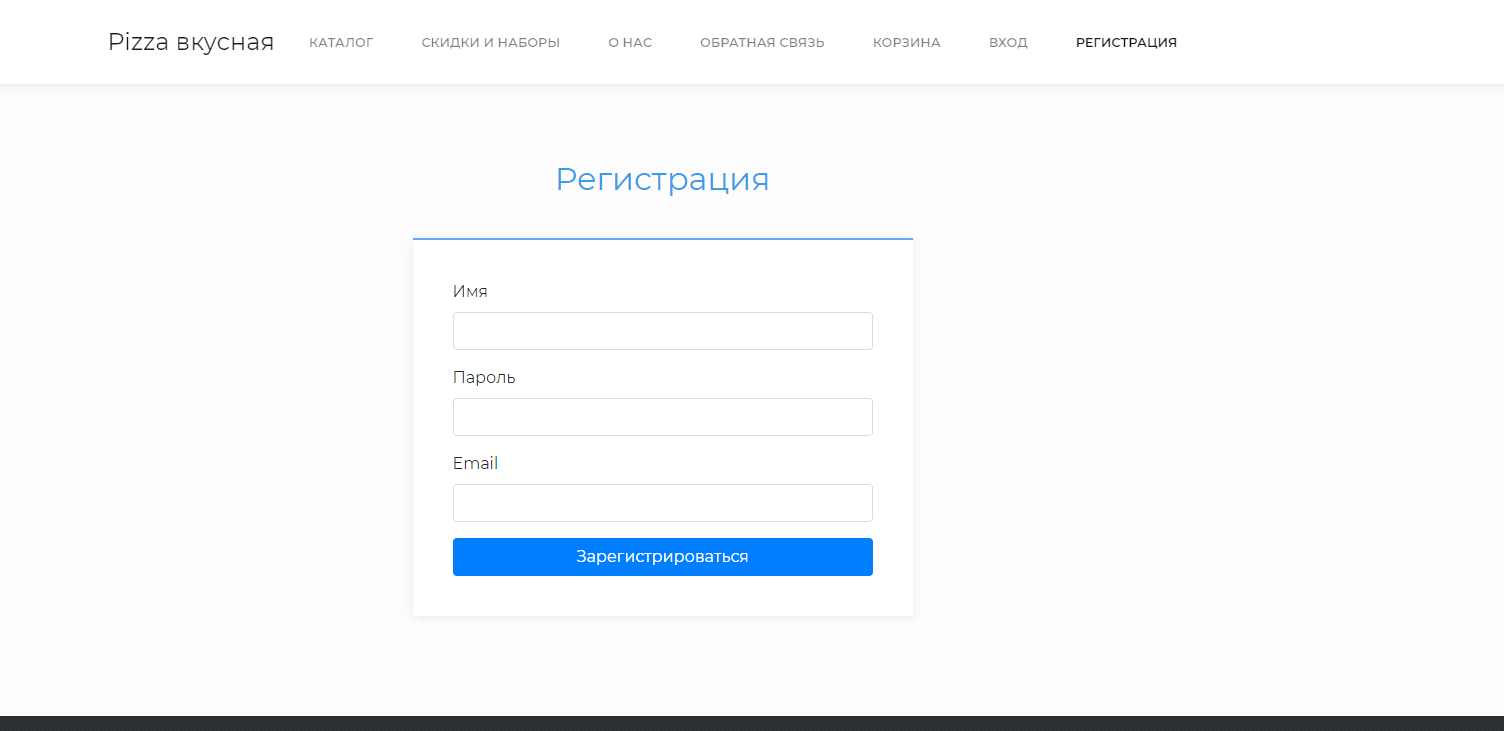 Pizza вкусная КАТАЛОГ СКИДКИ И НАБОРЫ О НАС ОБРАТНАЯ СВЯЗЬ КОРЗИНА ВХОД РЕГИСТРАЦИЯ
Регистрация
Имя
Пароль
Email
Зарегистрироваться